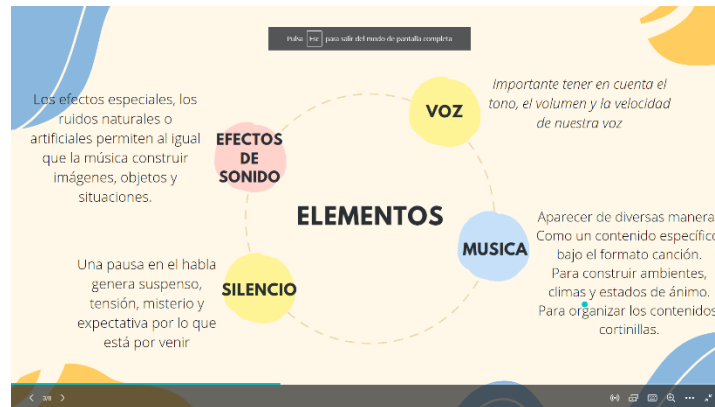 Pulsa Esc para salir del modo de pantalla completa
Los efectos especiales, los
ruidos naturales o
artificiales permiten al igual
que la música construir
imágenes, objetos y
situaciones.
EFECTOS
DE
SONIDO
VOZ
Importante tener en cuenta el
tono, el volumen y la velocidad
de nuestra voz
ELEMENTOS
MUSICA
Aparecer de diversas manera
Como un contenido específico
bajo el formato canción.
Para construir ambientes,
climas y estados de ánimo.
Para organizar los contenidos
cortinillas.
Una pausa en el habla
genera suspenso,
tensión, misterio y
expectativa por lo que
está por venir
SILENCIO
3/8